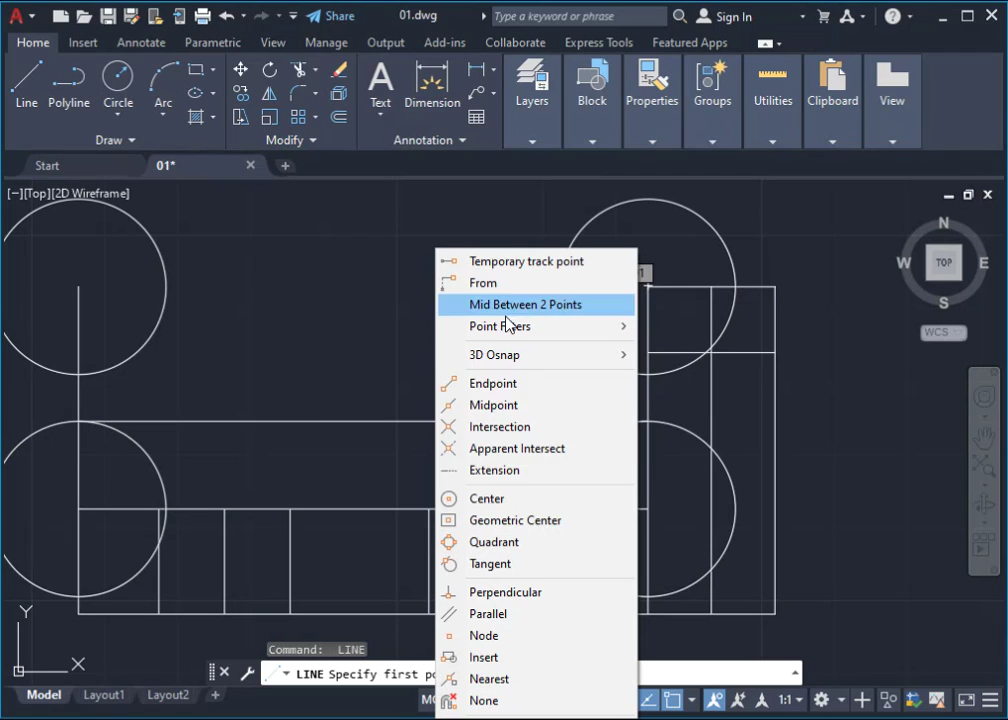 Share 01.dwg Type a keyword or phrase Sign In
Home Insert Annotate Parametric View Manage Output Add-ins Collaborate Express Tools Featured Apps
Line Polyline Circle Arc Text Dimension Layers Block Properties Groups Utilities Clipboard View
Draw Modify Annotation
Start 01*
[−][Top][2D Wireframe]
N
W TOP E
S
WCS
Temporary track point
From
Mid Between 2 Points
3D Osnap
Endpoint
Midpoint
Intersection
Apparent Intersect
Extension
Center
Geometric Center
Quadrant
Tangent
Perpendicular
Parallel
Node
Insert
Nearest
None
Y
X
Command: LINE
LINE Specify first
Model Layout1 Layout2 1:1